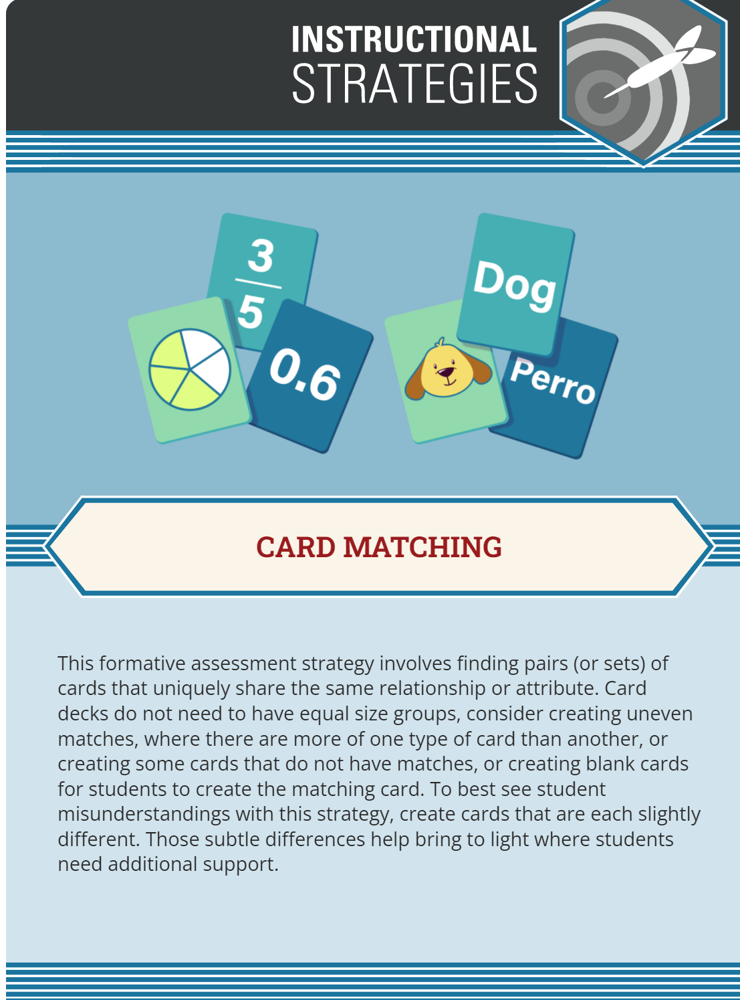 INSTRUCTIONAL
STRATEGIES
3
5
0.6
Dog
Perro
CARD MATCHING
This formative assessment strategy involves finding pairs (or sets) of
cards that uniquely share the same relationship or attribute. Card
decks do not need to have equal size groups, consider creating uneven
matches, where there are more of one type of card than another, or
creating some cards that do not have matches, or creating blank cards
for students to create the matching card. To best see student
misunderstandings with this strategy, create cards that are each slightly
different. Those subtle differences help bring to light where students
need additional support.